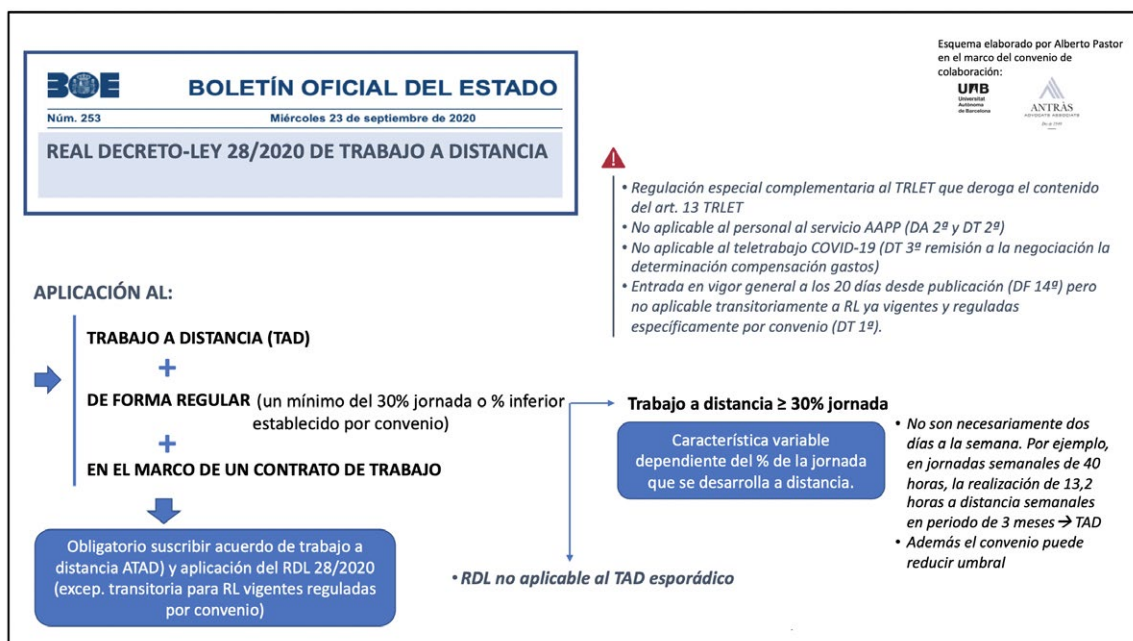 Esquema elaborado por Alberto Pastor
en el marco del convenio de
colaboración:
UAB
Universitat
Autònoma
de Barcelona
ANTRÀS
ADVOCATS ASSOCIATS
BOE
BOLETÍN OFICIAL DEL ESTADO
Núm. 253
Miércoles 23 de septiembre de 2020
REAL DECRETO-LEY 28/2020 DE TRABAJO A DISTANCIA
• Regulación especial complementaria al TRLET que deroga el contenido
del art. 13 TRLET
• No aplicable al personal al servicio AAPP (DA 2ª y DT 2ª)
• No aplicable al teletrabajo COVID-19 (DT 3ª remisión a la negociación la
determinación compensación gastos)
• Entrada en vigor general a los 20 días desde publicación (DF 14ª) pero
no aplicable transitoriamente a RL ya vigentes y reguladas
específicamente por convenio (DT 1ª).
APLICACIÓN AL:
TRABAJO A DISTANCIA (TAD)
+
DE FORMA REGULAR (un mínimo del 30% jornada o % inferior
establecido por convenio)
+
EN EL MARCO DE UN CONTRATO DE TRABAJO
Obligatorio suscribir acuerdo de trabajo a
distancia ATAD) y aplicación del RDL 28/2020
(excep. transitoria para RL vigentes reguladas
por convenio)
Trabajo a distancia ≥ 30% jornada
Característica variable
dependiente del % de la jornada
que se desarrolla a distancia.
• No son necesariamente dos
días a la semana. Por ejemplo,
en jornadas semanales de 40
horas, la realización de 13,2
horas a distancia semanales
en periodo de 3 meses → TAD
• Además el convenio puede
reducir umbral
• RDL no aplicable al TAD esporádico